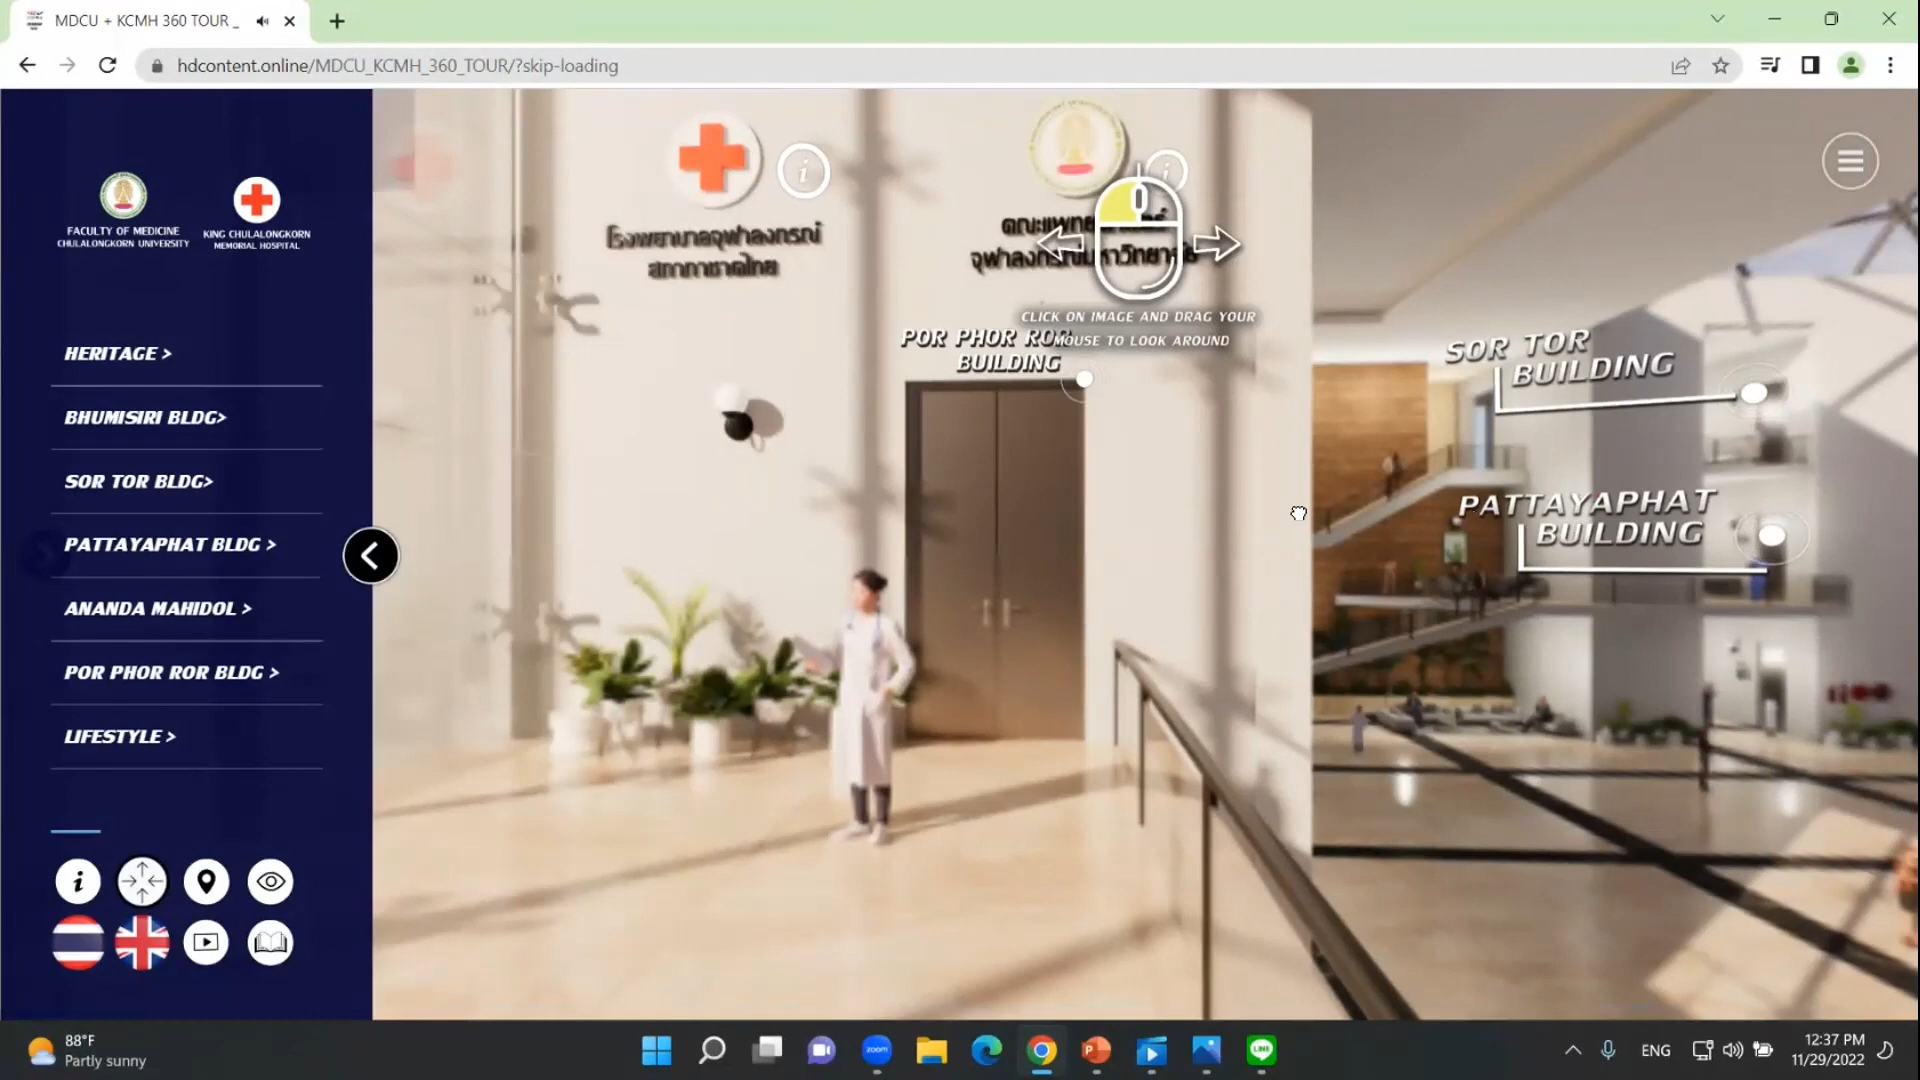 MDCU + KCMH 360 TOUR _
hdcontent.online/MDCU_KCMH_360_TOUR/?skip-loading
FACULTY OF MEDICINE
CHULALONGKORN UNIVERSITY
KING CHULALONGKORN
MEMORIAL HOSPITAL
HERITAGE >
BHUMISIRI BLDG>
SOR TOR BLDG>
PATTAYAPHAT BLDG >
ANANDA MAHIDOL >
POR PHOR ROR BLDG >
LIFESTYLE >
โรงพยาบาลจุฬาลงกรณ์
สภากาชาดไทย
CLICK ON IMAGE AND DRAG YOUR
MOUSE TO LOOK AROUND
POR PHOR ROR
BUILDING
SOR TOR
BUILDING
PATTAYAPHAT
BUILDING
88°F
Partly sunny
zoom
LINE
ENG
12:37 PM
11/29/2022